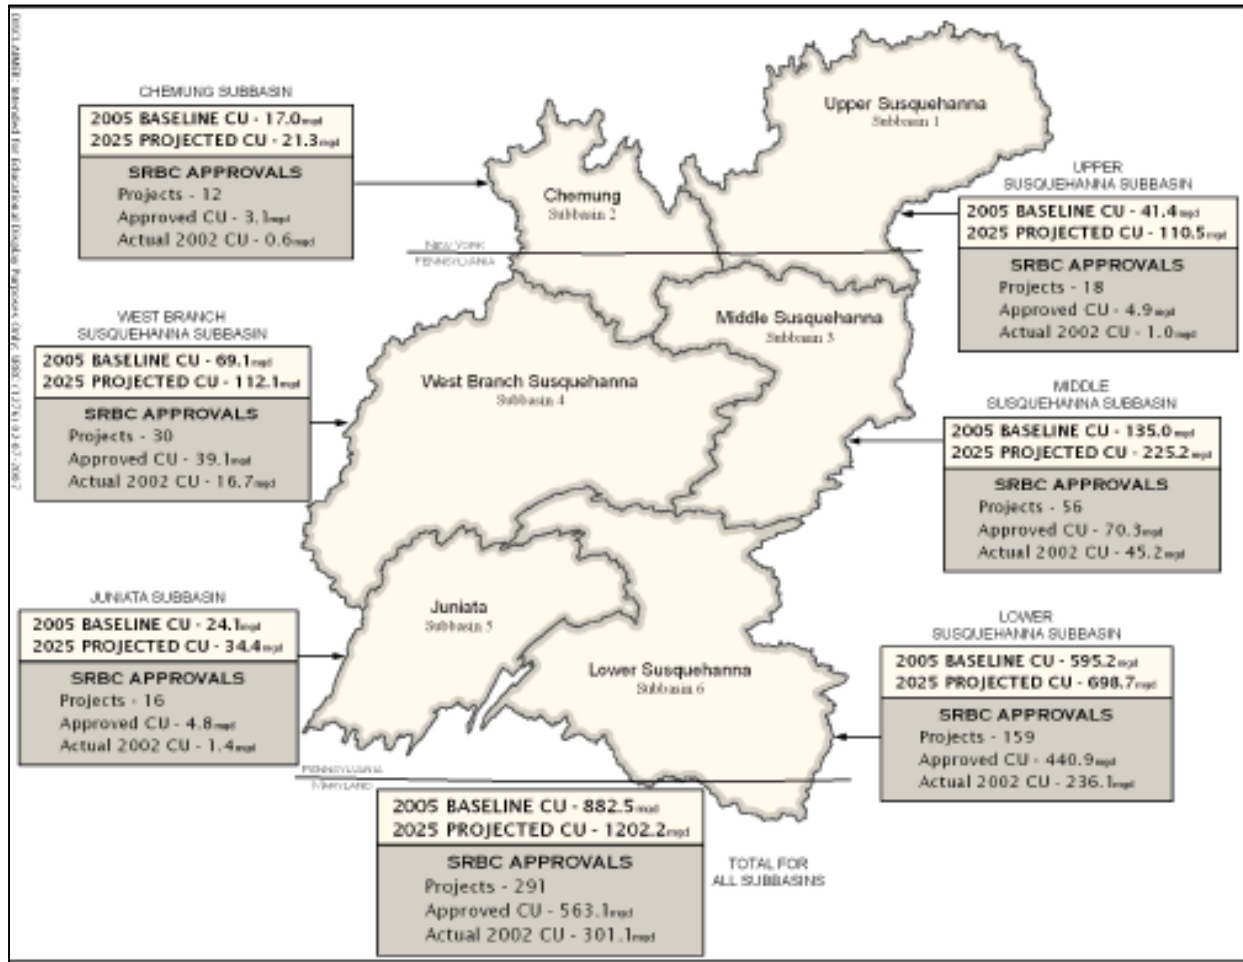 CHEMUNG SUBBASIN
2005 BASELINE CU - 17.0mgd
2025 PROJECTED CU - 21.3mgd
SRBC APPROVALS
Projects - 12
Approved CU - 3.1mgd
Actual 2002 CU - 0.6mgd
Upper Susquehanna
Subbasin 1
Chemung
Subbasin 2
UPPER
SUSQUEHANNA SUBBASIN
2005 BASELINE CU - 41.4mgd
2025 PROJECTED CU - 110.5mgd
SRBC APPROVALS
Projects - 18
Approved CU - 4.9mgd
Actual 2002 CU - 1.0mgd
NEW YORK
PENNSYLVANIA
WEST BRANCH
SUSQUEHANNA SUBBASIN
2005 BASELINE CU - 69.1mgd
2025 PROJECTED CU - 112.1mgd
SRBC APPROVALS
Projects - 30
Approved CU - 39.1mgd
Actual 2002 CU - 16.7mgd
Middle Susquehanna
Subbasin 3
West Branch Susquehanna
Subbasin 4
MIDDLE
SUSQUEHANNA SUBBASIN
2005 BASELINE CU - 135.0mgd
2025 PROJECTED CU - 225.2mgd
SRBC APPROVALS
Projects - 56
Approved CU - 70.3mgd
Actual 2002 CU - 45.2mgd
JUNIATA SUBBASIN
2005 BASELINE CU - 24.1mgd
2025 PROJECTED CU - 34.4mgd
SRBC APPROVALS
Projects - 16
Approved CU - 4.8mgd
Actual 2002 CU - 1.4mgd
Juniata
Subbasin 5
Lower Susquehanna
Subbasin 6
LOWER
SUSQUEHANNA SUBBASIN
2005 BASELINE CU - 595.2mgd
2025 PROJECTED CU - 698.7mgd
SRBC APPROVALS
Projects - 159
Approved CU - 440.9mgd
Actual 2002 CU - 236.1mgd
PENNSYLVANIA
MARYLAND
2005 BASELINE CU - 882.5mgd
2025 PROJECTED CU - 1202.2mgd
SRBC APPROVALS
Projects - 291
Approved CU - 563.1mgd
Actual 2002 CU - 301.1mgd
TOTAL FOR
ALL SUBBASINS
DISCLAIMER: Intended for Educational Display Purposes Only. SRBC